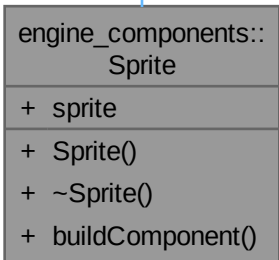 engine_components::
Sprite
+ sprite
+ Sprite()
+ ~Sprite()
+ buildComponent()